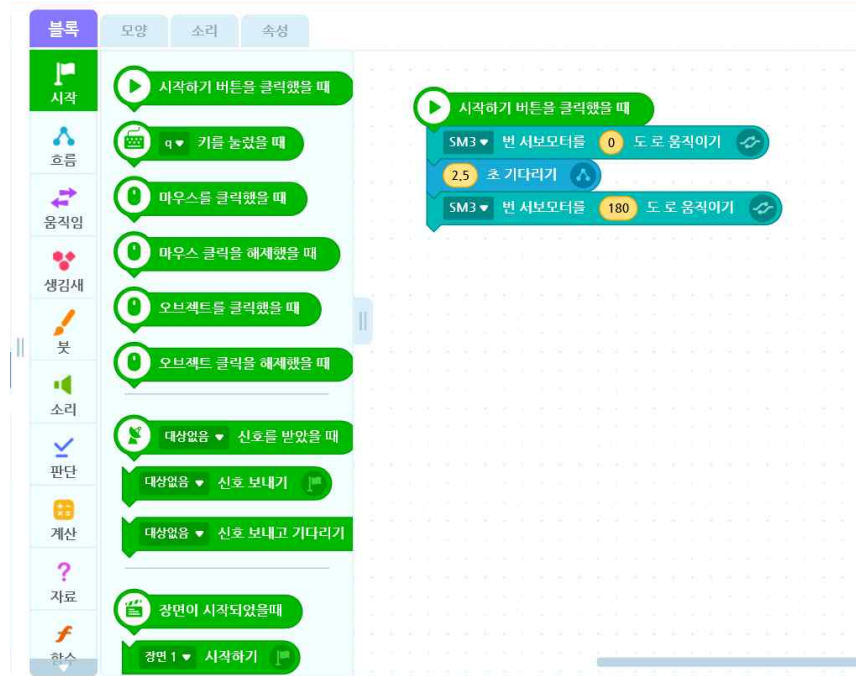 블록 모양 소리 속성
시작
흐름
움직임
생김새
붓
소리
판단
계산
자료
함수
시작하기 버튼을 클릭했을 때
q 키를 눌렀을 때
마우스를 클릭했을 때
마우스 클릭을 해제했을 때
오브젝트를 클릭했을 때
오브젝트 클릭을 해제했을 때
대상없음 신호를 받았을 때
대상없음 신호 보내기
대상없음 신호 보내고 기다리기
장면이 시작되었을때
장면 1 시작하기
시작하기 버튼을 클릭했을 때
SM3 번 서보모터를 0 도 로 움직이기
2.5 초 기다리기
SM3 번 서보모터를 180 도 로 움직이기